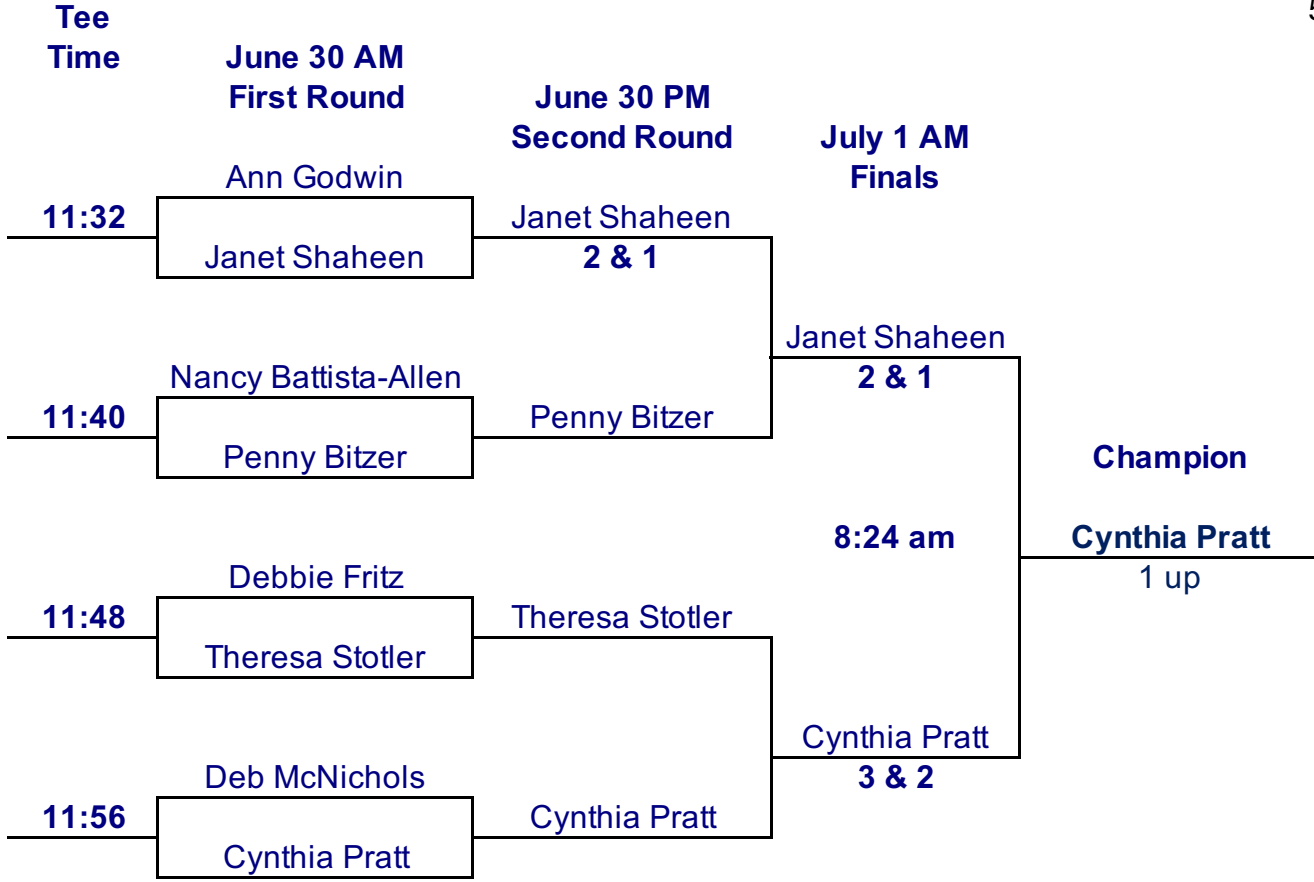 Tee
Time
5
June 30 AM
First Round
June 30 PM
Second Round
July 1 AM
Finals
Ann Godwin
11:32
Janet Shaheen
Janet Shaheen
2 & 1
Janet Shaheen
2 & 1
Nancy Battista-Allen
11:40
Penny Bitzer
Penny Bitzer
Champion
8:24 am
Cynthia Pratt
1 up
Debbie Fritz
11:48
Theresa Stotler
Theresa Stotler
Cynthia Pratt
3 & 2
Deb McNichols
11:56
Cynthia Pratt
Cynthia Pratt